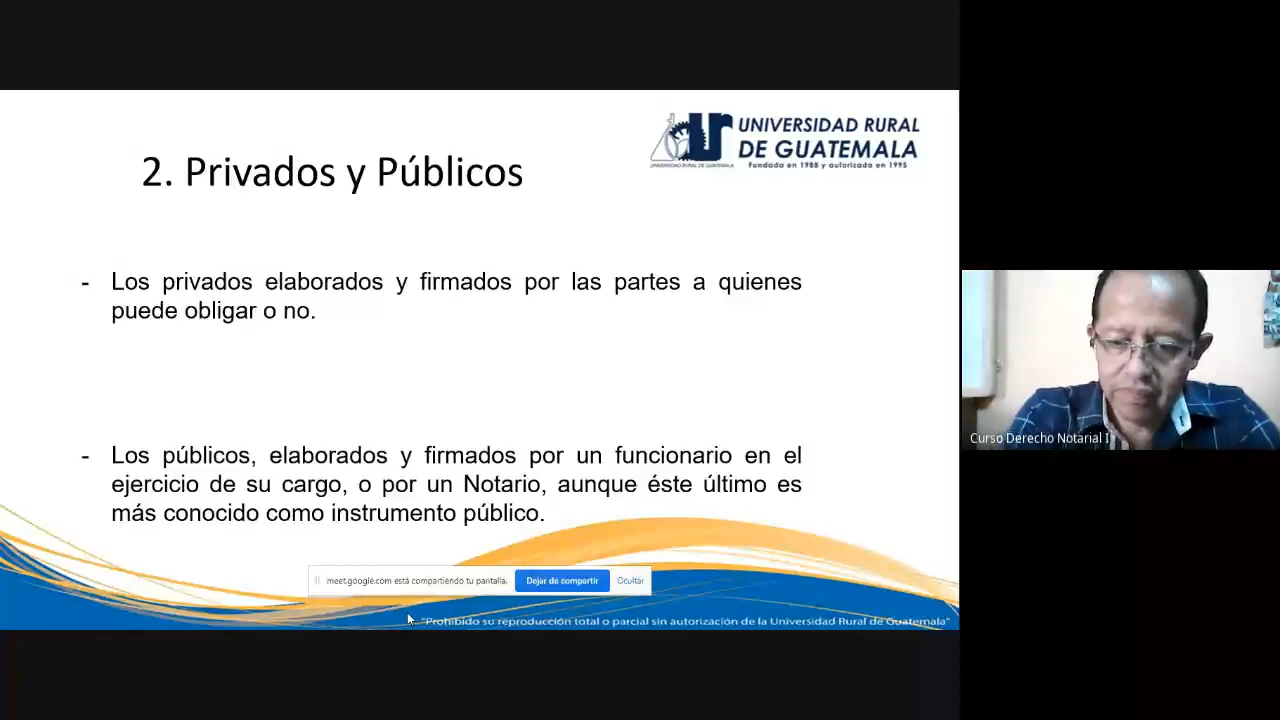 UNIVERSIDAD RURAL
DE GUATEMALA
Fundada en 1988 y autorizada en 1995
UNIVERSIDAD RURAL DE GUATEMALA
2. Privados y Públicos
- Los privados elaborados y firmados por las partes a quienes
puede obligar o no.
- Los públicos, elaborados y firmados por un funcionario en el
ejercicio de su cargo, o por un Notario, aunque éste último es
más conocido como instrumento público.
meet.google.com está compartiendo tu pantalla. Dejar de compartir Ocultar
"Prohibido su reproducción total o parcial sin autorización de la Universidad Rural de Guatemala"
Curso Derecho Notarial I